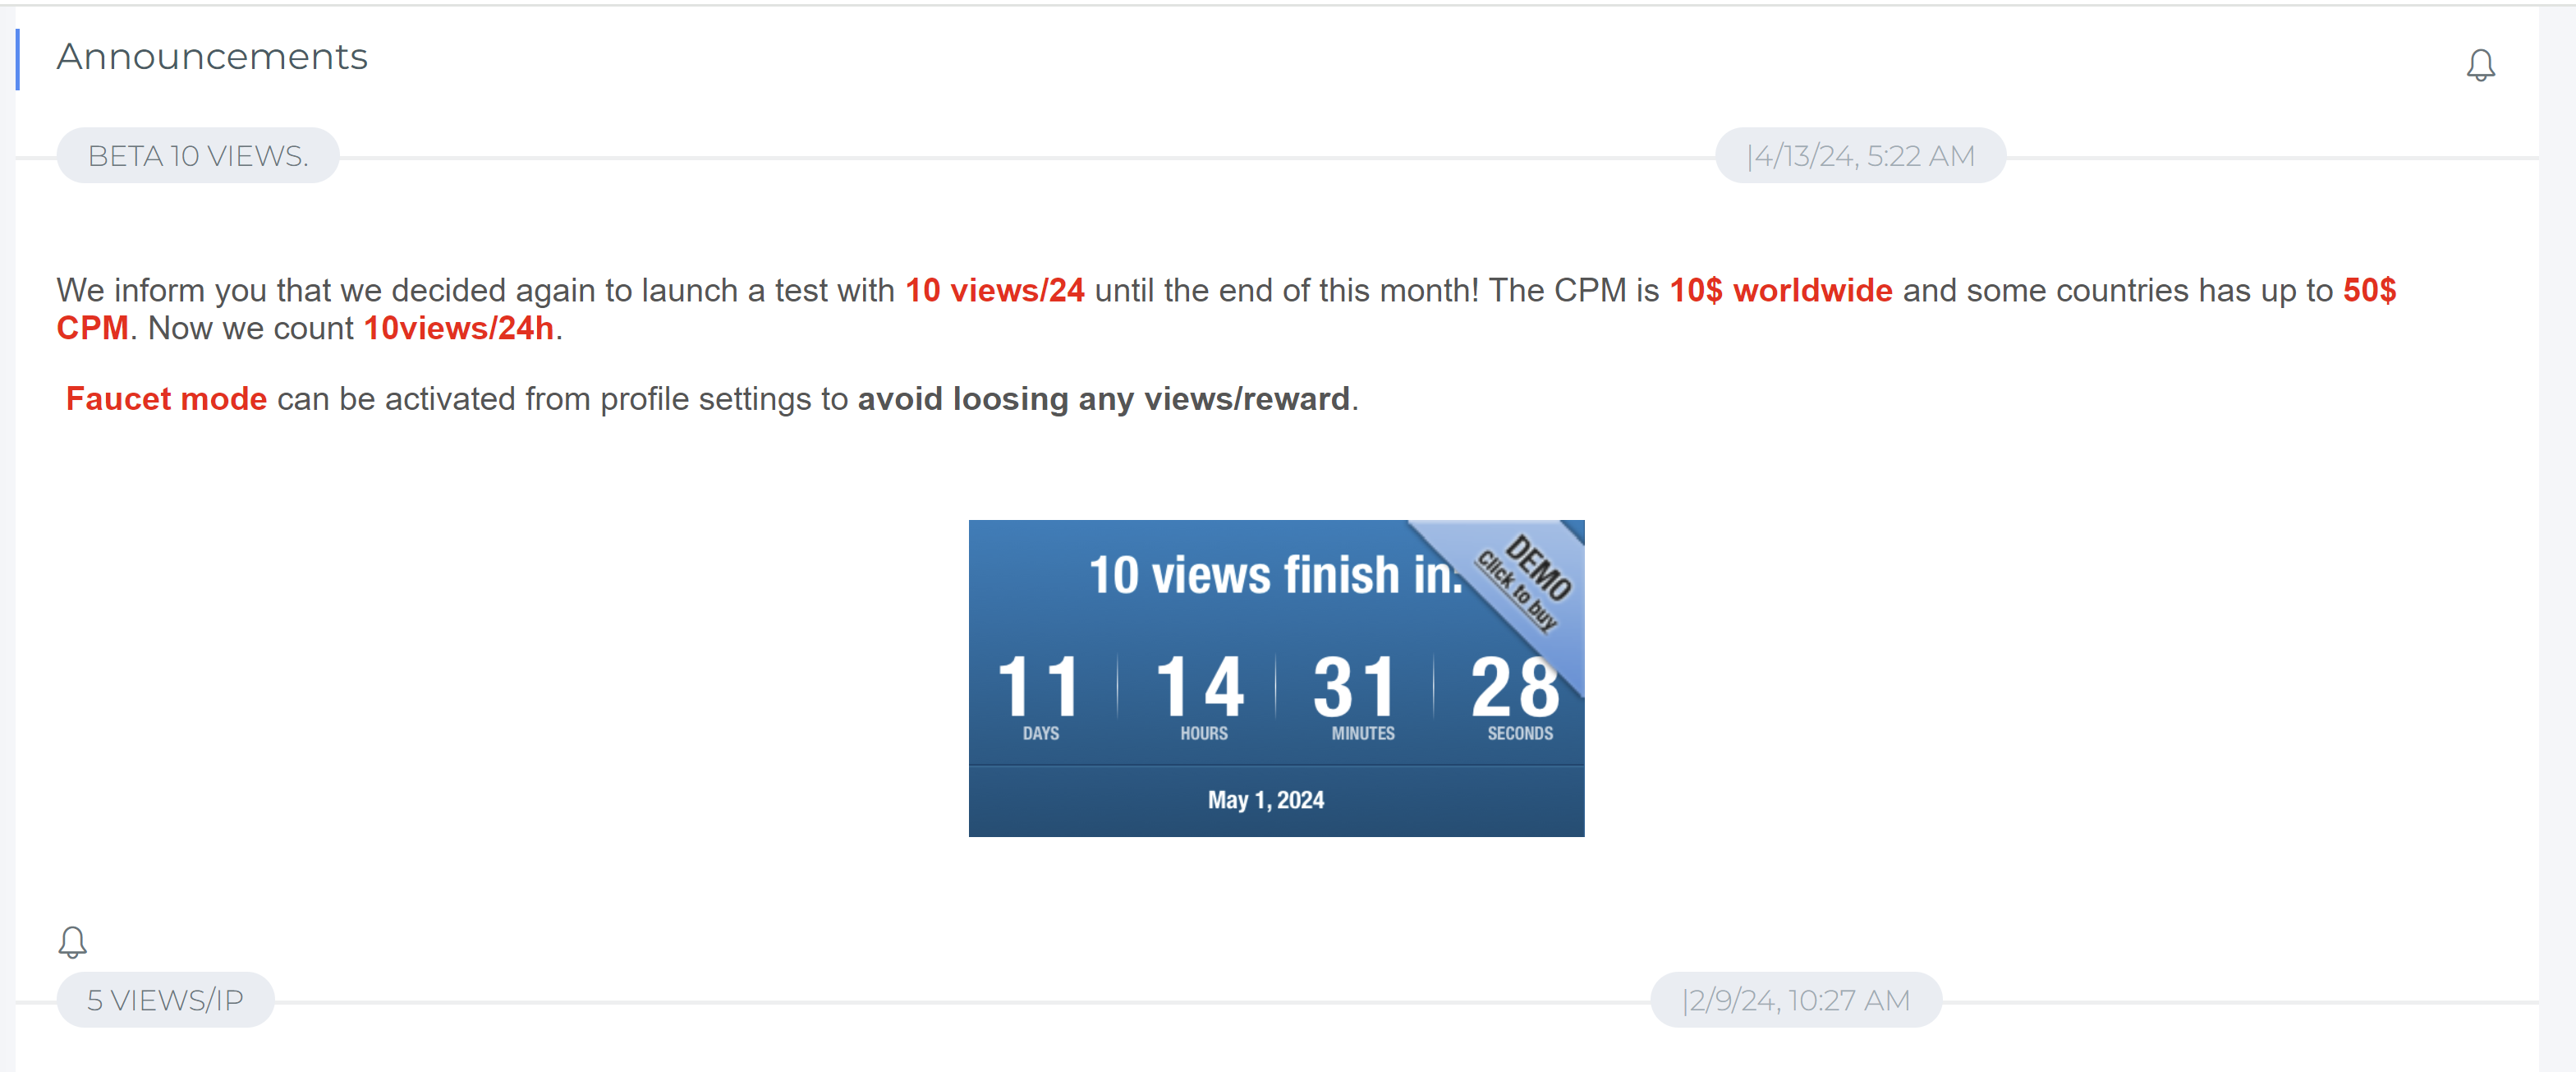 Announcements
BETA 10 VIEWS.
|4/13/24, 5:22 AM
We inform you that we decided again to launch a test with 10 views/24 until the end of this month! The CPM is 10$ worldwide and some countries has up to 50$
CPM. Now we count 10views/24h.
Faucet mode can be activated from profile settings to avoid loosing any views/reward.
10 views finish in.
DEMO
Click to buy
11 14 31 28
DAYS HOURS MINUTES SECONDS
May 1, 2024
5 VIEWS/IP
|2/9/24, 10:27 AM